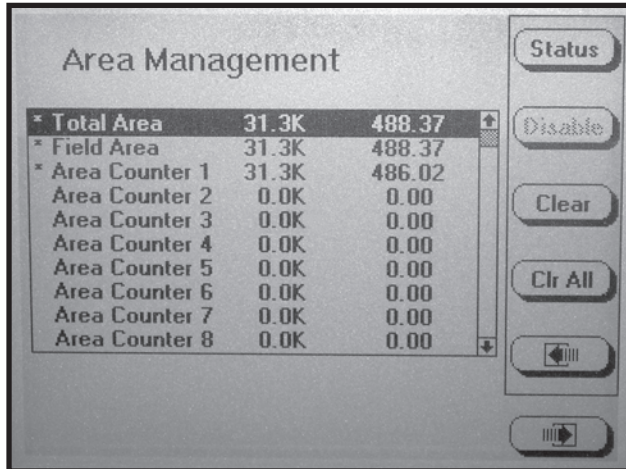 Area Management
* Total Area 31.3K 488.37
* Field Area 31.3K 488.37
* Area Counter 1 31.3K 486.02
Area Counter 2 0.0K 0.00
Area Counter 3 0.0K 0.00
Area Counter 4 0.0K 0.00
Area Counter 5 0.0K 0.00
Area Counter 6 0.0K 0.00
Area Counter 7 0.0K 0.00
Area Counter 8 0.0K 0.00
Status
Disable
Clear
Clr All